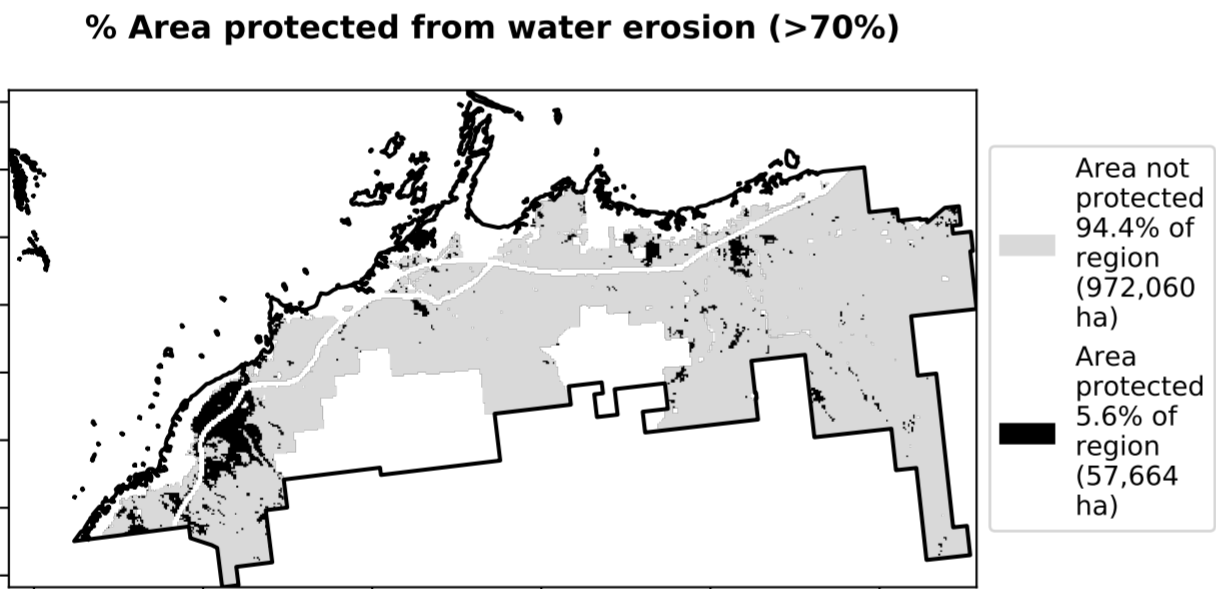 % Area protected from water erosion (>70%)
Area not
protected
94.4% of
region
(972,060
ha)
Area
protected
5.6% of
region
(57,664
ha)